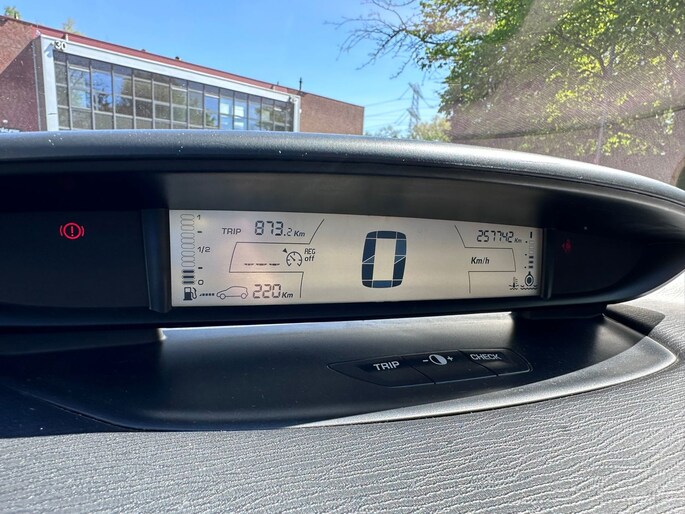 30
1
TRIP 873.2 Km
257742 Km
1/2
REG
off
0
Km/h
0
220 Km
TRIP - + CHECK